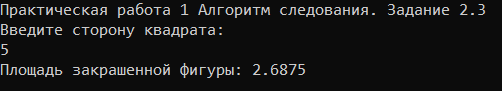 Практическая работа 1 Алгоритм следования. Задание 2.3
Введите сторону квадрата:
5
Площадь закрашенной фигуры: 2.6875